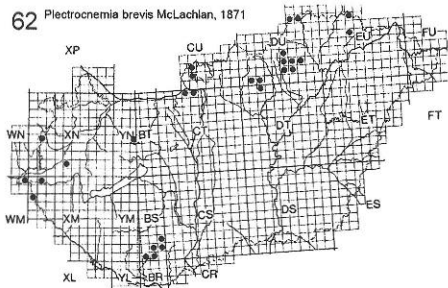 62 Plectrocnemia brevis McLachlan, 1871
XP CU DU EU FU
WN XN YN BT CT DT ET FT
WM XM YM BS CS DS ES
XL YL BR CR